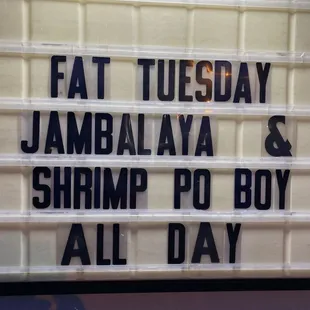 FAT TUESDAY
JAMBALAYA &
SHRIMP PO BOY
ALL DAY